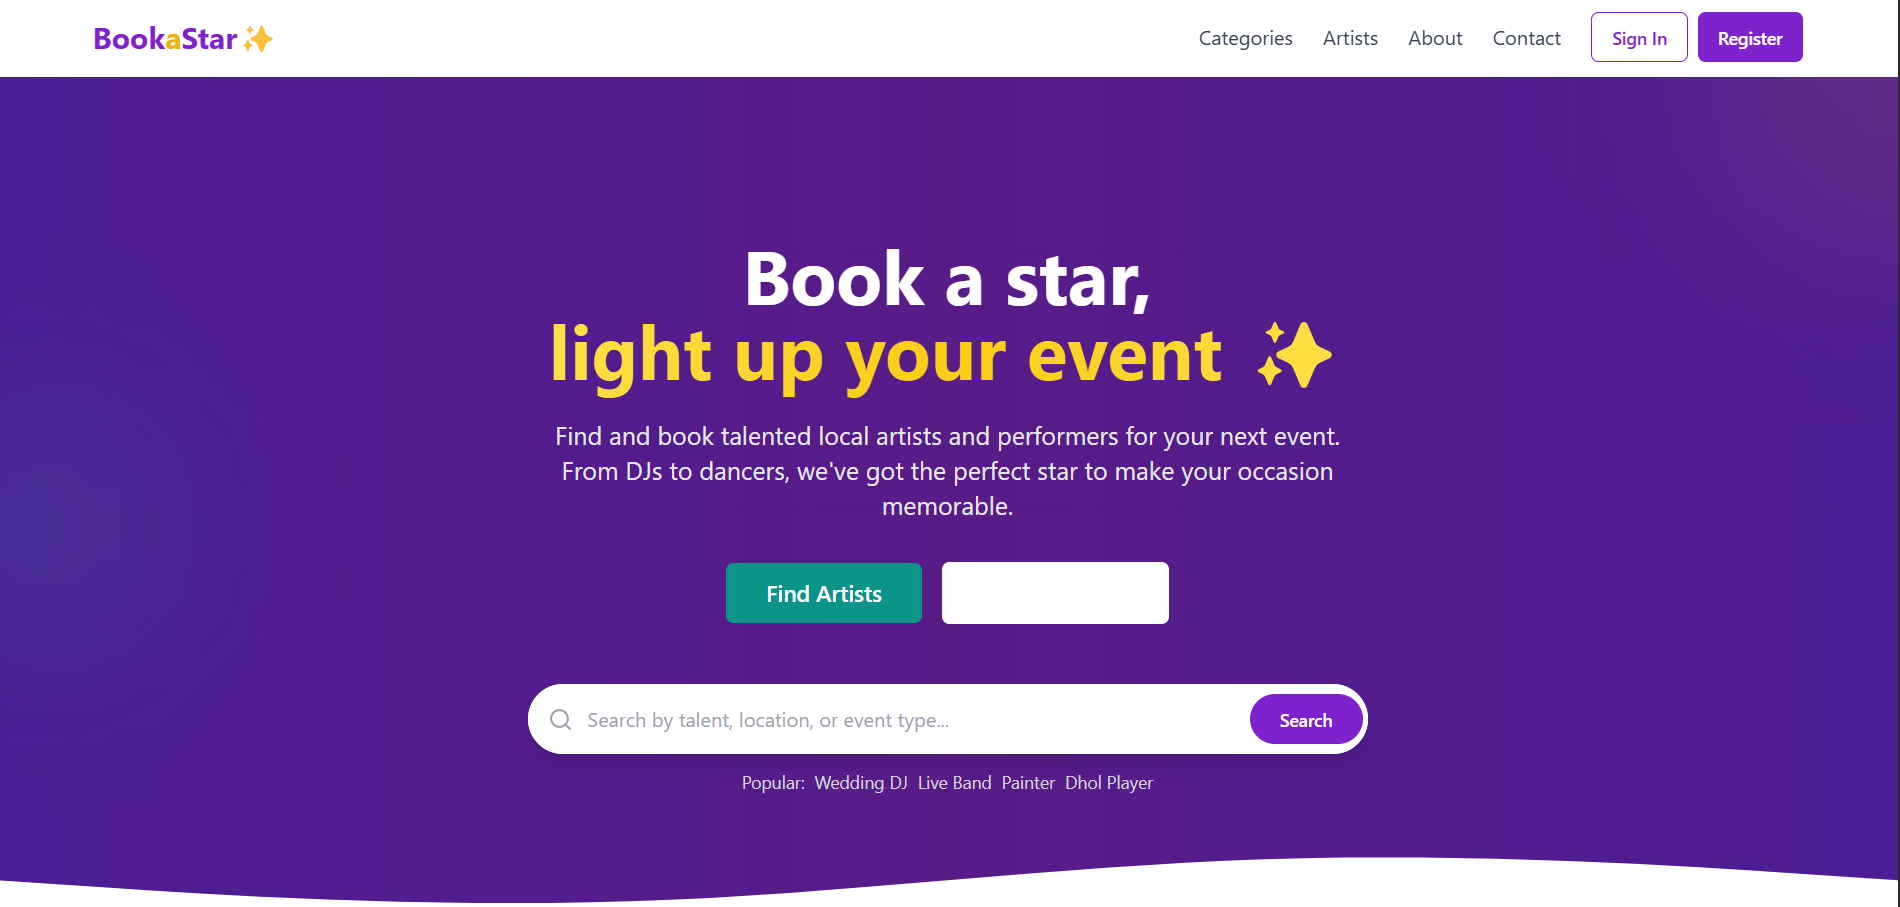 BookaStar✨
Categories Artists About Contact Sign In Register
Book a star,
light up your event ✨
Find and book talented local artists and performers for your next event.
From DJs to dancers, we've got the perfect star to make your occasion
memorable.
Find Artists
Search by talent, location, or event type... Search
Popular: Wedding DJ Live Band Painter Dhol Player